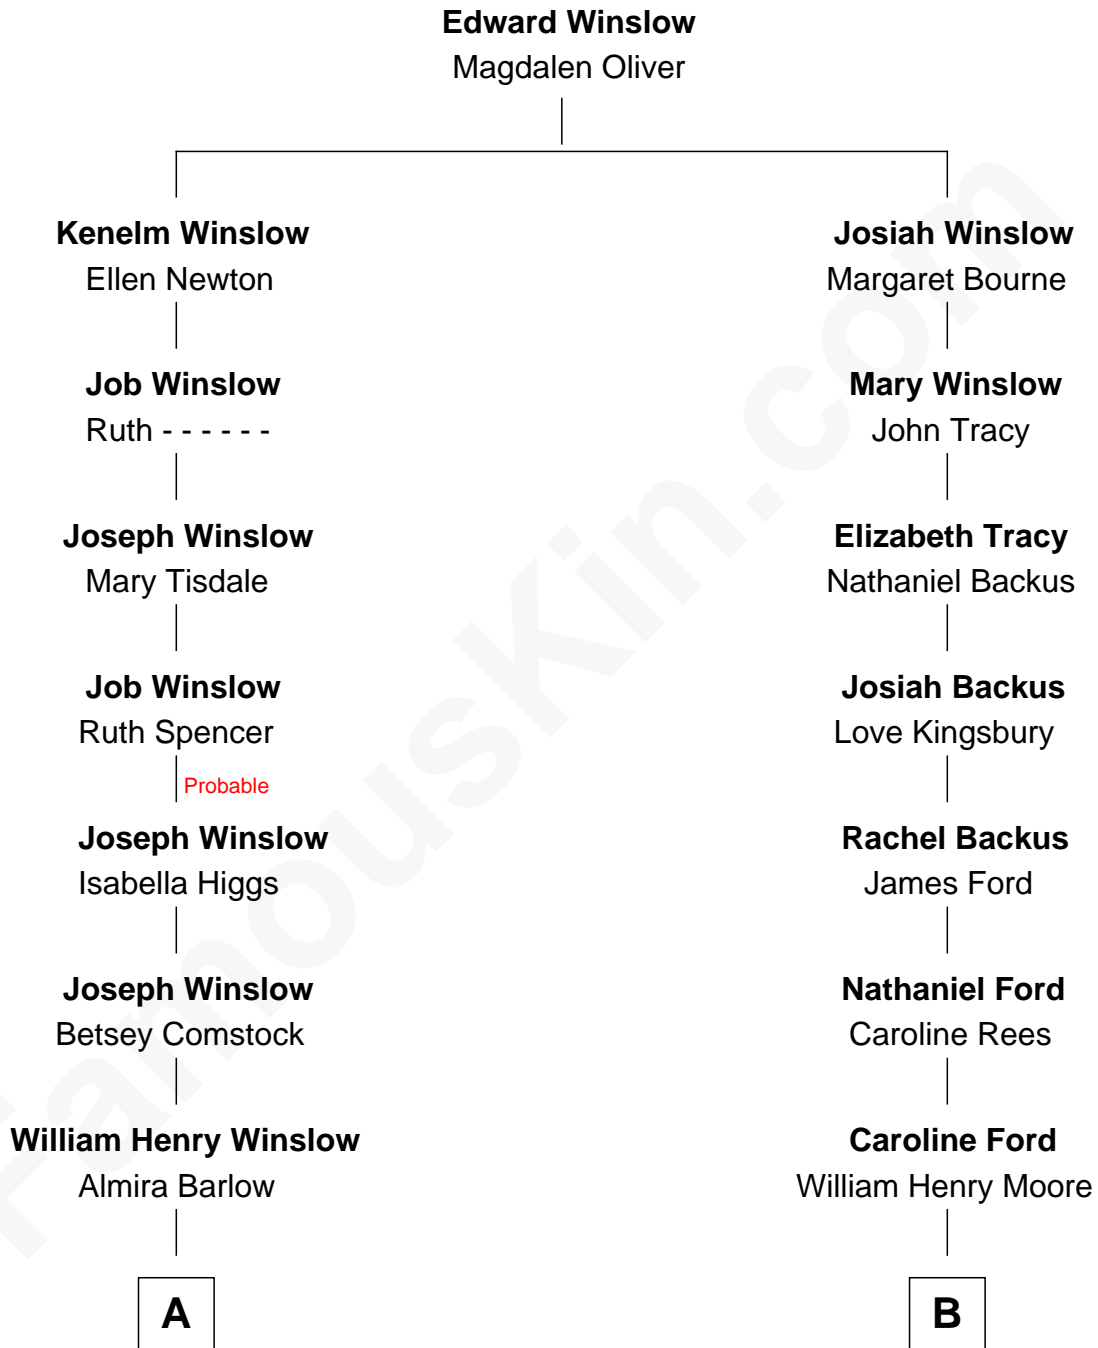 Edward Winslow
Magdalen Oliver
Kenelm Winslow
Ellen Newton
Job Winslow
Ruth - - - - - -
Joseph Winslow
Mary Tisdale
Job Winslow
Ruth Spencer
Probable
Joseph Winslow
Isabella Higgs
Joseph Winslow
Betsey Comstock
William Henry Winslow
Almira Barlow
A
Josiah Winslow
Margaret Bourne
Mary Winslow
John Tracy
Elizabeth Tracy
Nathaniel Backus
Josiah Backus
Love Kingsbury
Rachel Backus
James Ford
Nathaniel Ford
Caroline Rees
Caroline Ford
William Henry Moore
B
FamousKin.com